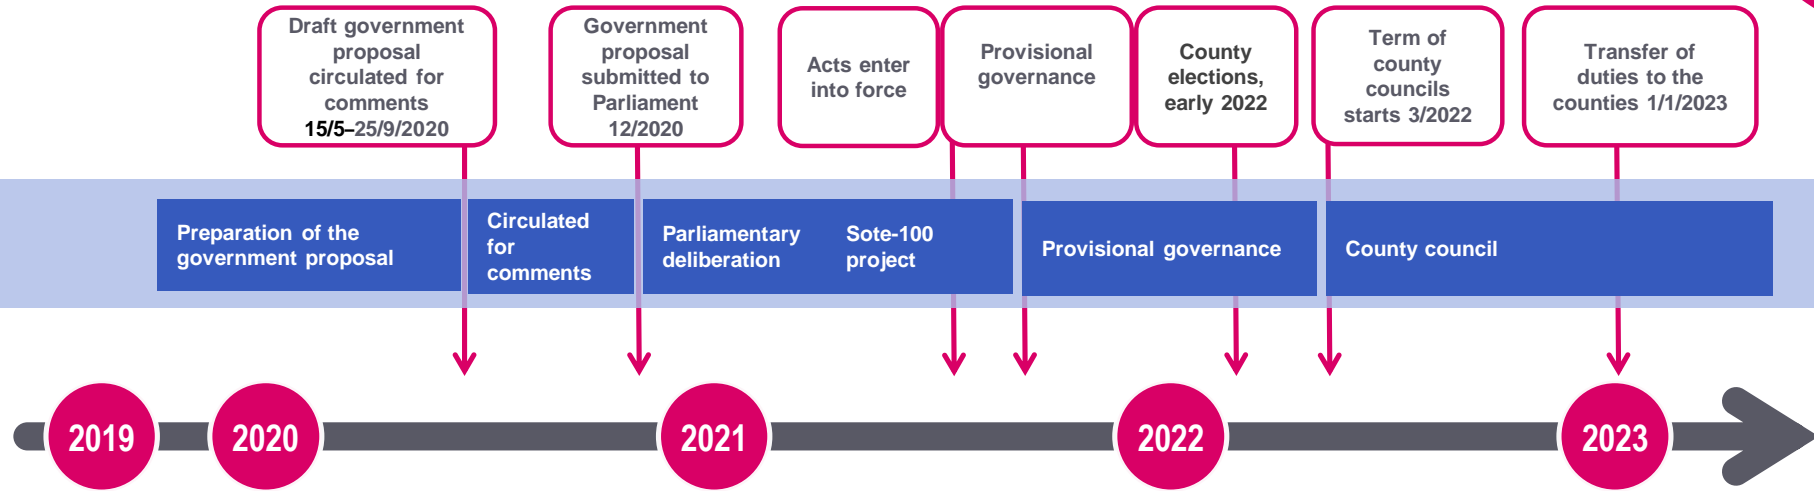 Draft government
proposal
circulated for
comments
15/5–25/9/2020
Government
proposal
submitted to
Parliament
12/2020
Acts enter
into force
Provisional
governance
County
elections,
early 2022
Term of
county
councils
starts 3/2022
Transfer of
duties to the
counties 1/1/2023
Preparation of the
government proposal
Circulated
for
comments
Parliamentary
deliberation
Sote-100
project
Provisional governance
County council
2019
2020
2021
2022
2023